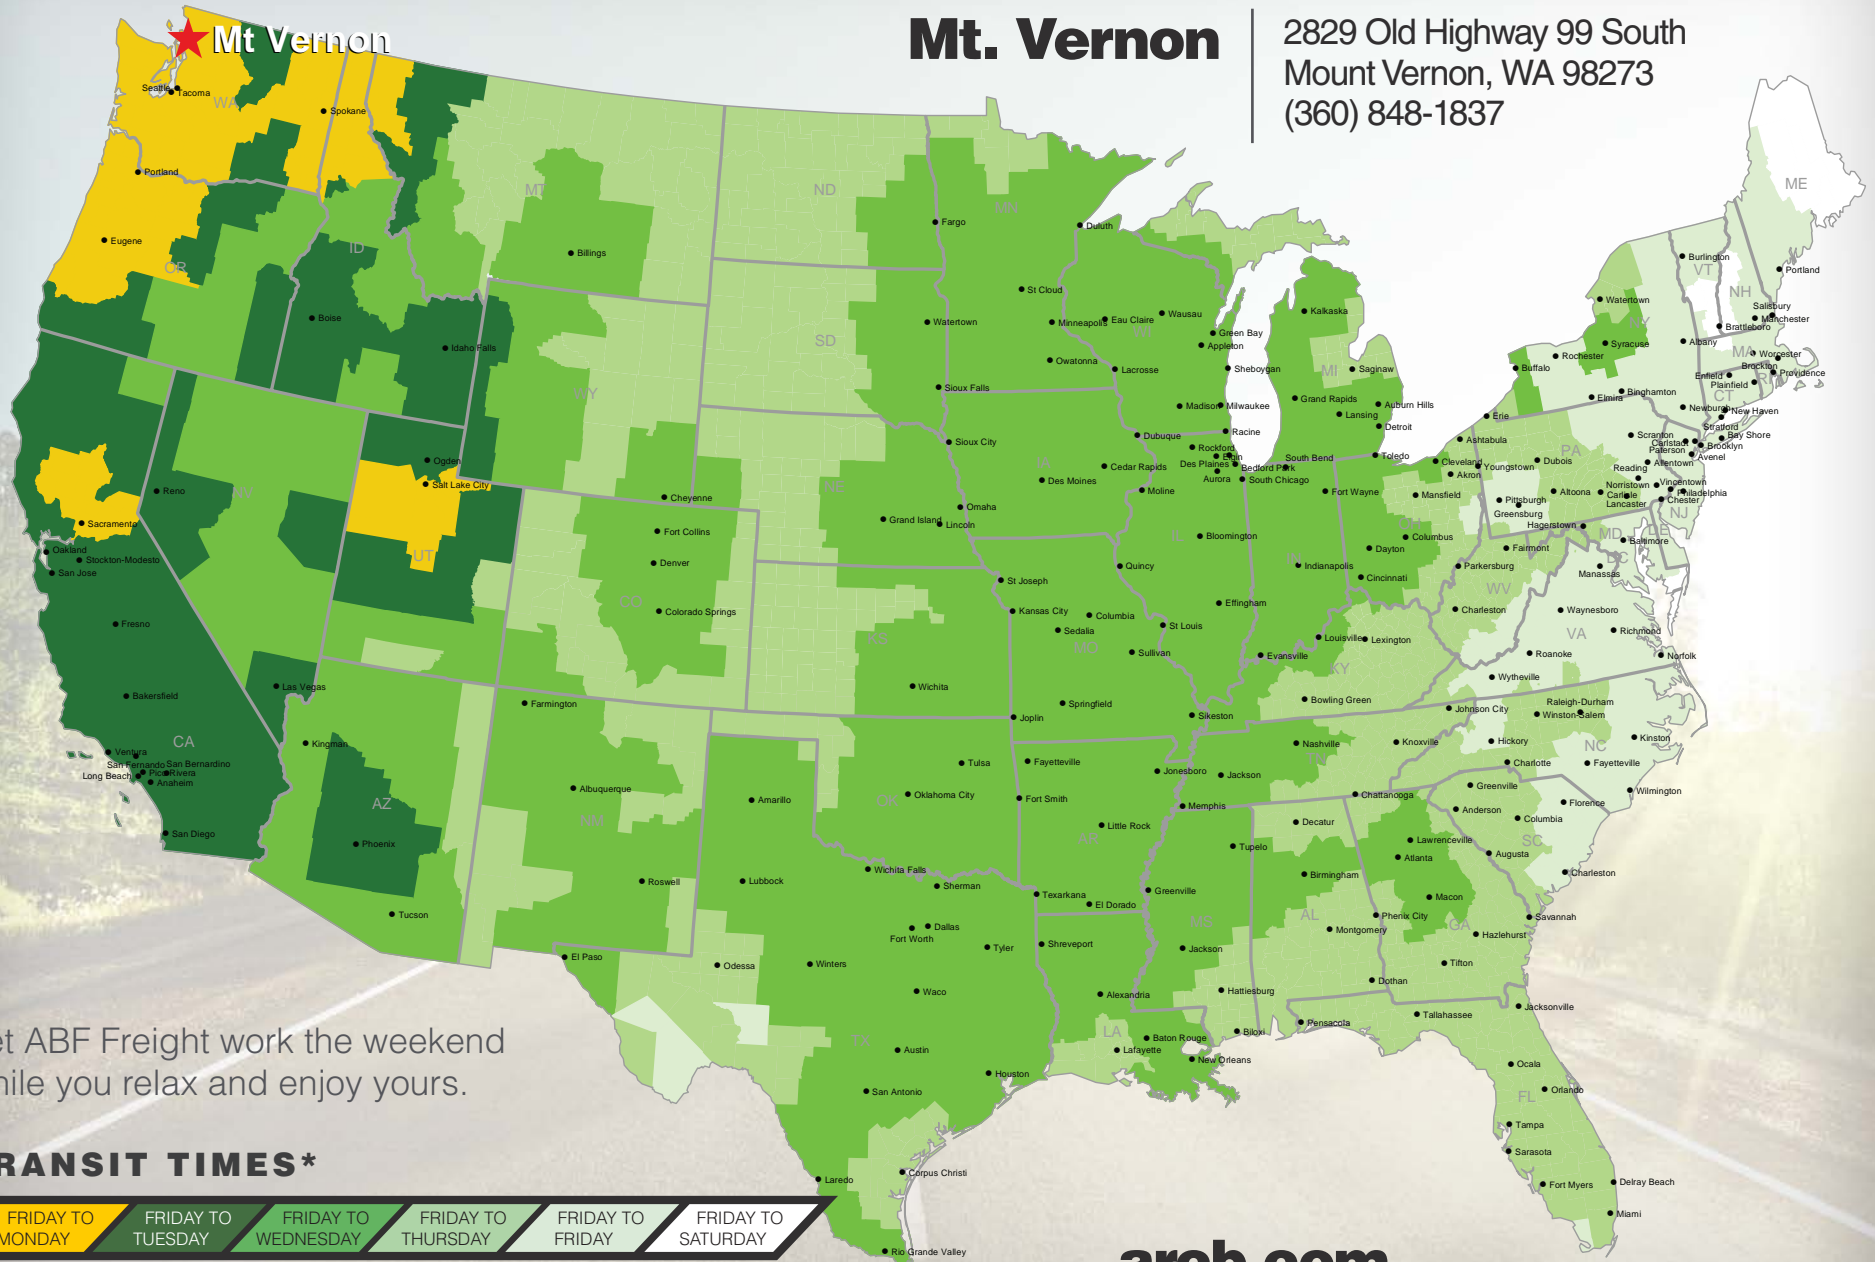 Mt Vernon
Mt. Vernon
2829 Old Highway 99 South
Mount Vernon, WA 98273
(360) 848-1837
Seattle
Tacoma
WA
Spokane
Portland
Eugene
OR
ID
Boise
Idaho Falls
MT
Billings
ND
Fargo
MN
Duluth
St Cloud
Minneapolis
Owatonna
Eau Claire
Wausau
Green Bay
Appleton
Sheboygan
Lacrosse
Madison
Milwaukee
Racine
Watertown
SD
Sioux Falls
WY
Cheyenne
Sioux City
Omaha
Grand Island
Lincoln
Dubuque
Cedar Rapids
Des Moines
Moline
Rockford
Elgin
Des Plaines
Aurora
Bedford Park
South Chicago
South Bend
Kalkaska
MI
Saginaw
Grand Rapids
Lansing
Auburn Hills
Detroit
Toledo
Fort Wayne
Reno
Sacramento
Oakland
Stockton-Modesto
San Jose
Fresno
Bakersfield
CA
Ventura
San Fernando
San Bernardino
Long Beach
Pico Rivera
Anaheim
San Diego
Las Vegas
Ogden
Salt Lake City
UT
Kingman
AZ
Phoenix
Tucson
Fort Collins
Denver
CO
Colorado Springs
Farmington
Albuquerque
NM
Roswell
Wichita
Tulsa
Oklahoma City
Amarillo
Lubbock
Wichita Falls
Sherman
Dallas
Fort Worth
Tyler
El Paso
Odessa
Winters
Waco
Austin
Houston
San Antonio
Corpus Christi
Laredo
Rio Grande Valley
St Joseph
Kansas City
Columbia
Sedalia
MO
St Louis
Sullivan
Springfield
Joplin
Sikeston
Fayetteville
Fort Smith
Jonesboro
Little Rock
AR
Texarkana
El Dorado
Shreveport
Alexandria
LA
Lafayette
Baton Rouge
New Orleans
Quincy
Bloomington
Effingham
Indianapolis
Evansville
Louisville
Lexington
KY
Bowling Green
Nashville
Knoxville
Jackson
Memphis
Chattanooga
Johnson City
Tupelo
Greenville
Jackson
Hattiesburg
Biloxi
Decatur
Birmingham
AL
Montgomery
Phenix City
Dothan
Lawrenceville
Atlanta
Macon
GA
Augusta
Savannah
Hazlehurst
Tifton
Pensacola
Tallahassee
Jacksonville
Ocala
Orlando
FL
Tampa
Sarasota
Fort Myers
Delray Beach
Miami
Greenville
Anderson
Columbia
SC
Florence
Charleston
Charlotte
Hickory
Winston-Salem
Raleigh-Durham
NC
Kinston
Fayetteville
Wilmington
Wytheville
Roanoke
VA
Waynesboro
Richmond
Norfolk
Manassas
WV
Charleston
Parkersburg
Fairmont
Cleveland
Akron
Youngstown
Ashtabula
Mansfield
OH
Columbus
Dayton
Cincinnati
Erie
PA
Dubois
Pittsburgh
Greensburg
Altoona
Carlisle
Lancaster
Hagerstown
Reading
Norristown
Allentown
Scranton
Vincentown
Philadelphia
Chester
NJ
MD
DE
DC
Baltimore
Buffalo
Rochester
Syracuse
Watertown
NY
Elmira
Binghamton
Albany
Newburgh
Carlstadt
Paterson
Avenel
Brooklyn
Bay Shore
Stratford
New Haven
CT
Enfield
Plainfield
Providence
RI
Brockton
Worcester
MA
Brattleboro
Manchester
Salisbury
NH
VT
Burlington
Portland
ME
et ABF Freight work the weekend
hile you relax and enjoy yours.
RANSIT TIMES*
FRIDAY TO
MONDAY
FRIDAY TO
TUESDAY
FRIDAY TO
WEDNESDAY
FRIDAY TO
THURSDAY
FRIDAY TO
FRIDAY
FRIDAY TO
SATURDAY
arcb.com